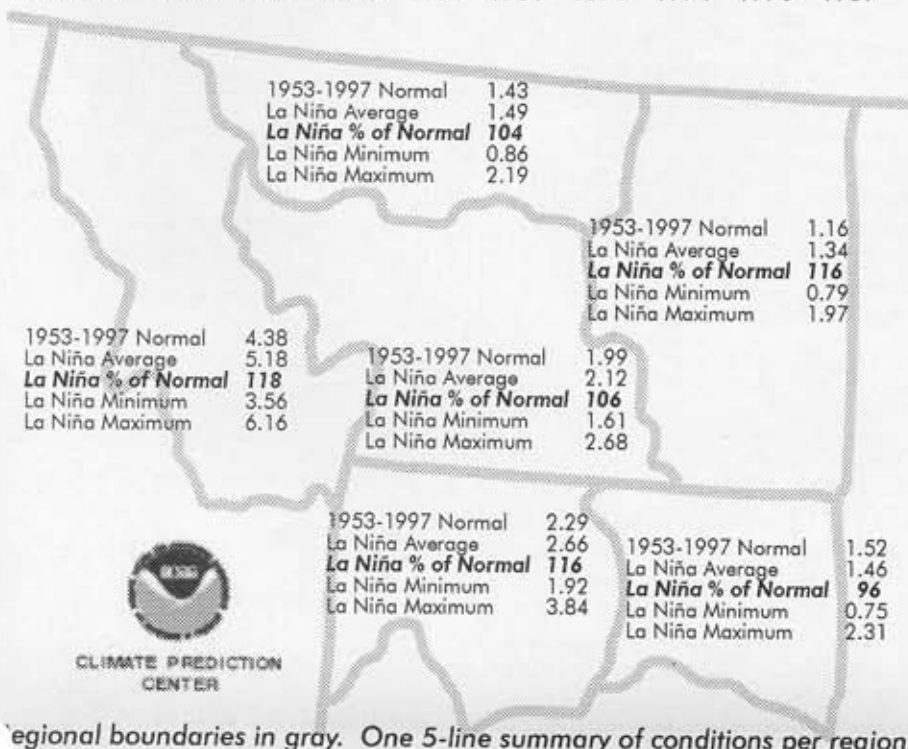 1953-1997 Normal 1.43
La Niña Average 1.49
La Niña % of Normal 104
La Niña Minimum 0.86
La Niña Maximum 2.19
1953-1997 Normal 1.16
La Niña Average 1.34
La Niña % of Normal 116
La Niña Minimum 0.79
La Niña Maximum 1.97
1953-1997 Normal 4.38
La Niña Average 5.18
La Niña % of Normal 118
La Niña Minimum 3.56
La Niña Maximum 6.16
1953-1997 Normal 1.99
La Niña Average 2.12
La Niña % of Normal 106
La Niña Minimum 1.61
La Niña Maximum 2.68
1953-1997 Normal 2.29
La Niña Average 2.66
La Niña % of Normal 116
La Niña Minimum 1.92
La Niña Maximum 3.84
1953-1997 Normal 1.52
La Niña Average 1.46
La Niña % of Normal 96
La Niña Minimum 0.75
La Niña Maximum 2.31
CLIMATE PREDICTION
CENTER
egional boundaries in gray. One 5-line summary of conditions per region